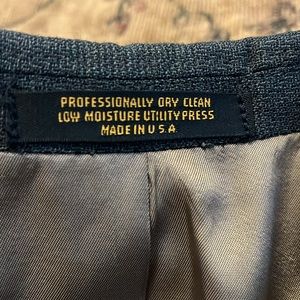 PROFESSIONALLY DRY CLEAN
LOW MOISTURE UTILITY PRESS
MADE IN U.S.A.